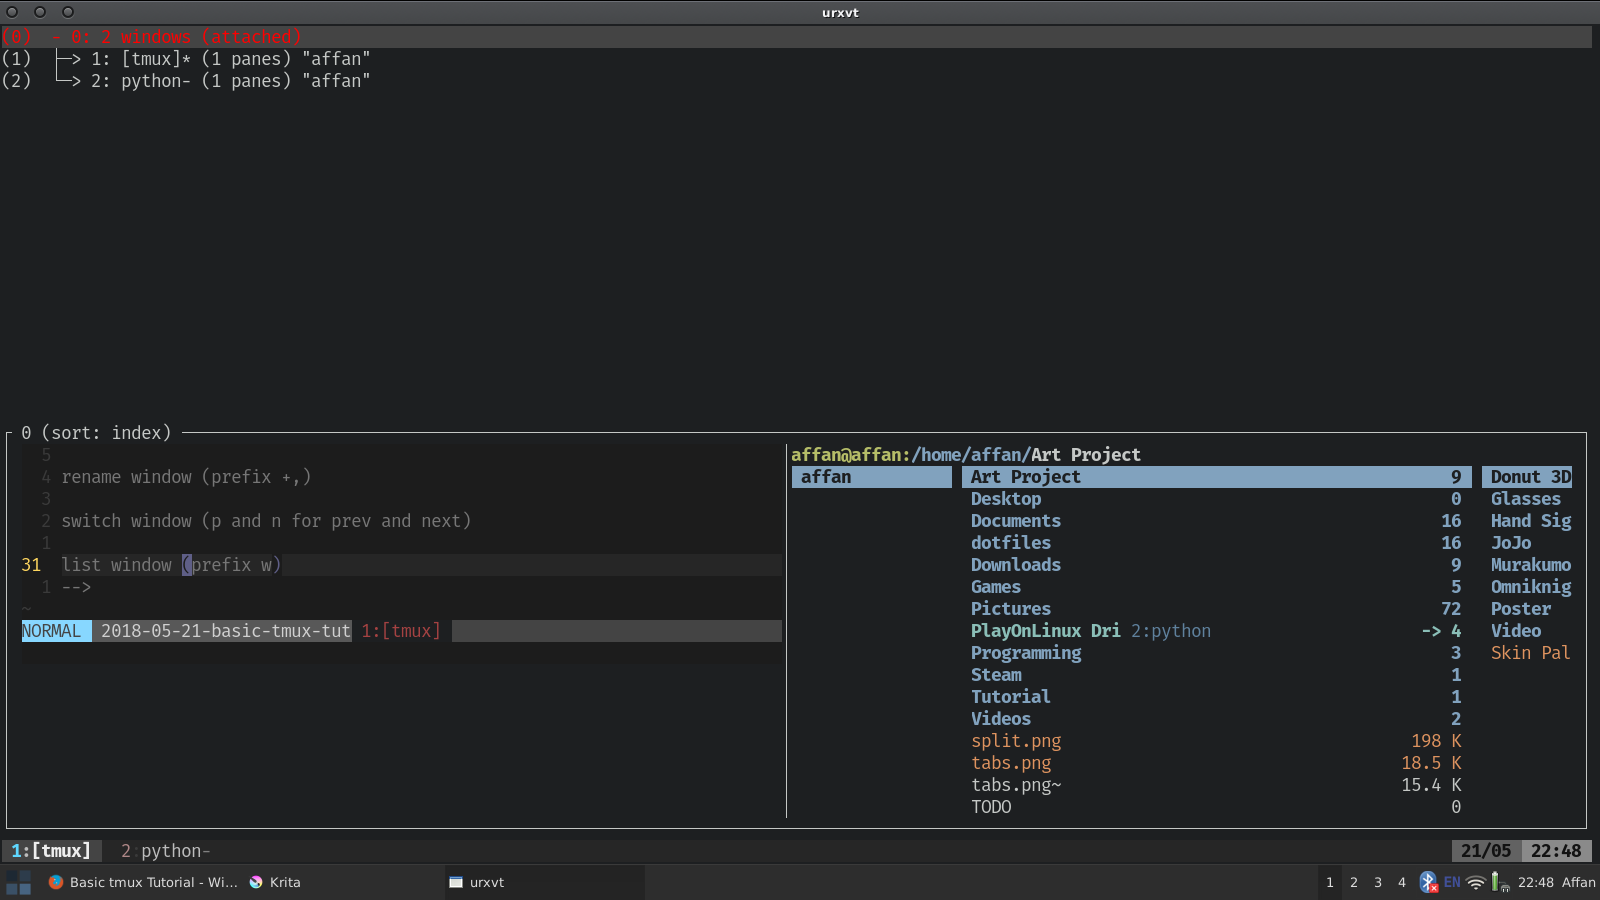 urxvt
(0)  - 0: 2 windows (attached)
(1)  ├─> 1: [tmux]* (1 panes) "affan"
(2)  └─> 2: python- (1 panes) "affan"
0 (sort: index)
5
4 rename window (prefix +,)
3
2 switch window (p and n for prev and next)
1
31 list window (prefix w)
1 -->
~
NORMAL 2018-05-21-basic-tmux-tut 1:[tmux]
affan@affan:/home/affan/Art Project
affan
Art Project 9
Desktop 0
Documents 16
dotfiles 16
Downloads 9
Games 5
Pictures 72
PlayOnLinux Dri 2:python -> 4
Programming 3
Steam 1
Tutorial 1
Videos 2
split.png 198 K
tabs.png 18.5 K
tabs.png~ 15.4 K
TODO 0
Donut 3D
Glasses
Hand Sig
JoJo
Murakumo
Omniknig
Poster
Video
Skin Pal
1:[tmux] 2:python- 21/05 22:48
Basic tmux Tutorial - Wi... Krita urxvt 1 2 3 4 EN 22:48 Affan